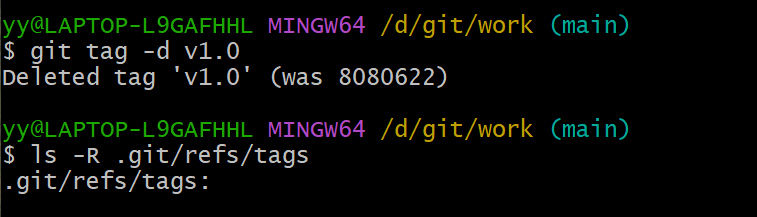 yy@LAPTOP-L9GAFHHL MINGW64 /d/git/work (main)
$ git tag -d v1.0
Deleted tag 'v1.0' (was 8080622)
yy@LAPTOP-L9GAFHHL MINGW64 /d/git/work (main)
$ ls -R .git/refs/tags
.git/refs/tags: